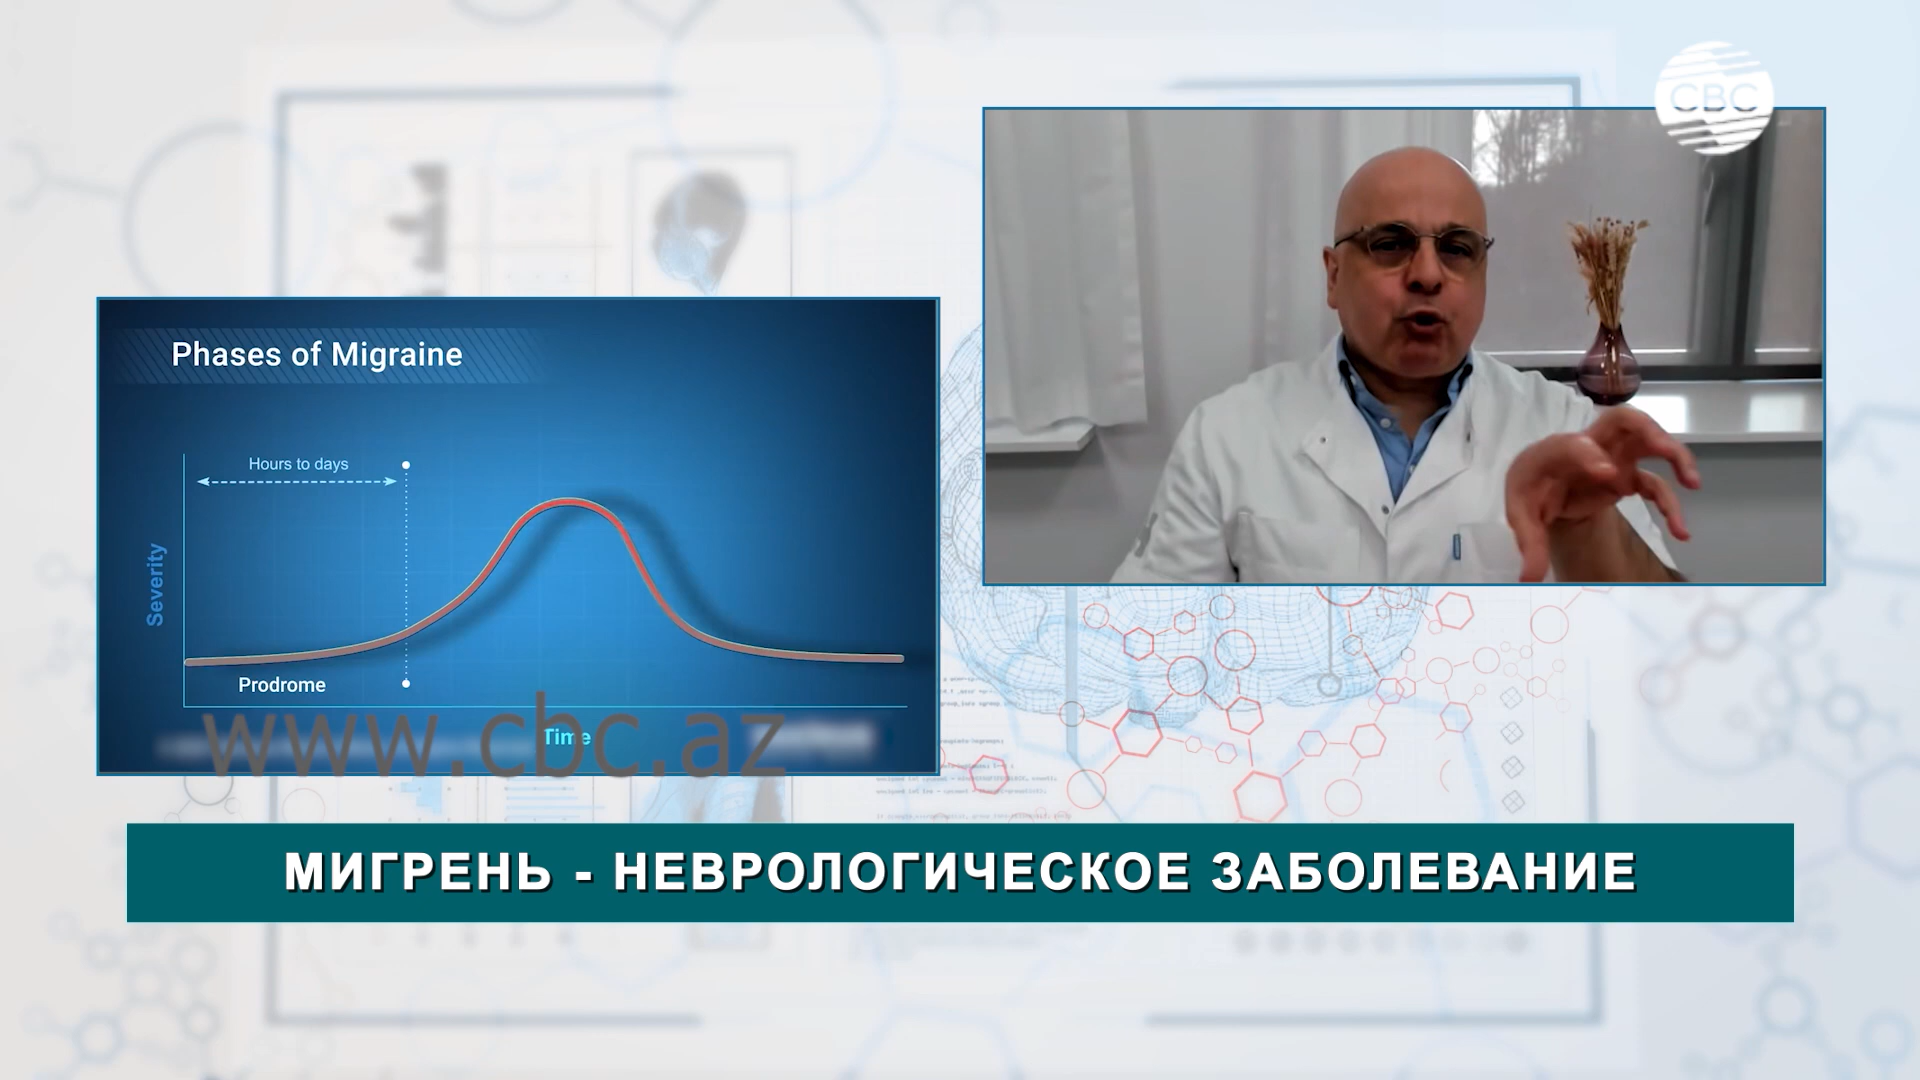 CBC
Phases of Migraine
Hours to days
Severity
Prodrome
Time
www.cbc.az
МИГРЕНЬ - НЕВРОЛОГИЧЕСКОЕ ЗАБОЛЕВАНИЕ